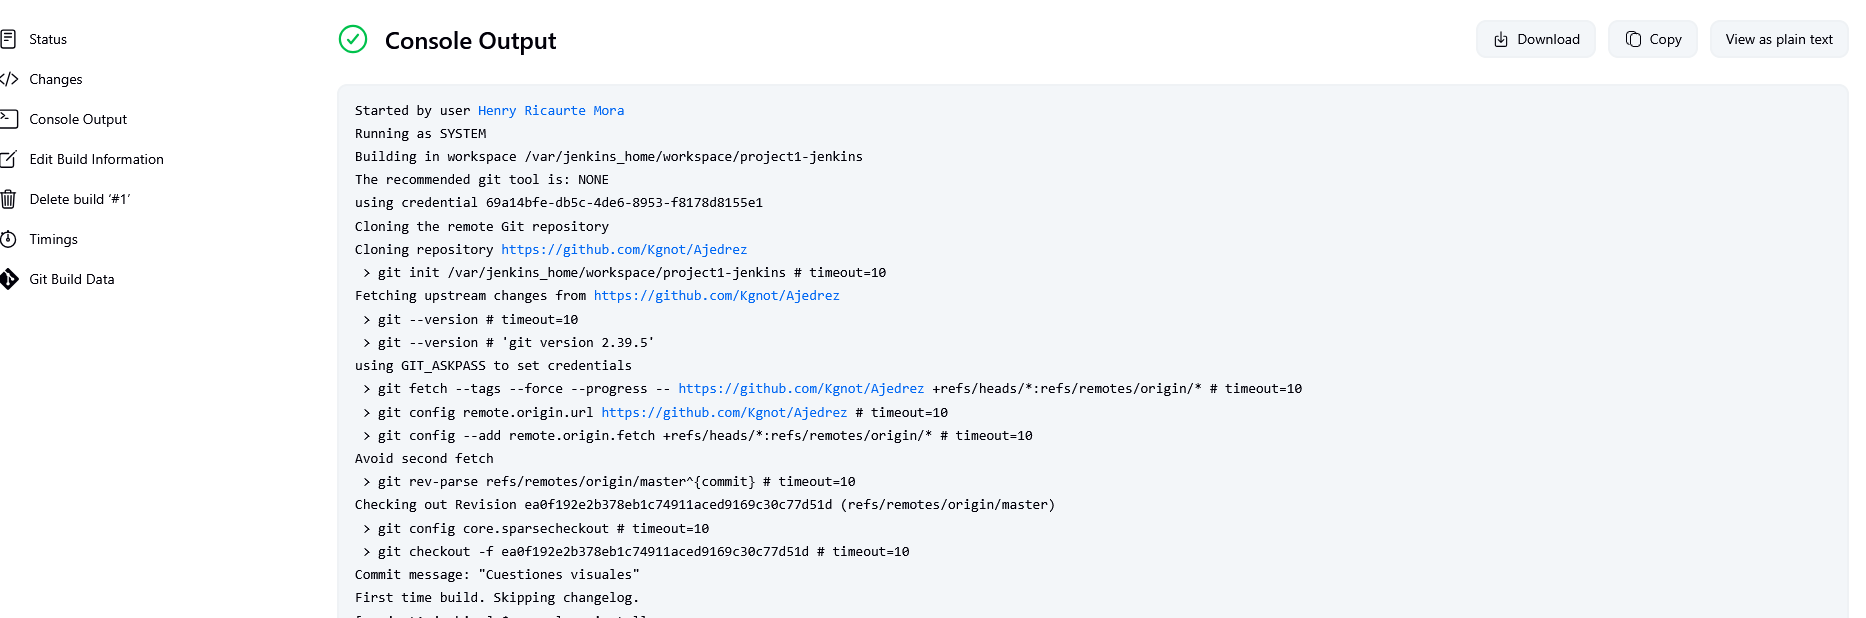 Status
Changes
Console Output
Edit Build Information
Delete build ‘#1’
Timings
Git Build Data
Console Output
Download
Copy
View as plain text
Started by user Henry Ricaurte Mora
Running as SYSTEM
Building in workspace /var/jenkins_home/workspace/project1-jenkins
The recommended git tool is: NONE
using credential 69a14bfe-db5c-4de6-8953-f8178d8155e1
Cloning the remote Git repository
Cloning repository https://github.com/Kgnot/Ajedrez
 > git init /var/jenkins_home/workspace/project1-jenkins # timeout=10
Fetching upstream changes from https://github.com/Kgnot/Ajedrez
 > git --version # timeout=10
 > git --version # 'git version 2.39.5'
using GIT_ASKPASS to set credentials
 > git fetch --tags --force --progress -- https://github.com/Kgnot/Ajedrez +refs/heads/*:refs/remotes/origin/* # timeout=10
 > git config remote.origin.url https://github.com/Kgnot/Ajedrez # timeout=10
 > git config --add remote.origin.fetch +refs/heads/*:refs/remotes/origin/* # timeout=10
Avoid second fetch
 > git rev-parse refs/remotes/origin/master^{commit} # timeout=10
Checking out Revision ea0f192e2b378eb1c74911aced9169c30c77d51d (refs/remotes/origin/master)
 > git config core.sparsecheckout # timeout=10
 > git checkout -f ea0f192e2b378eb1c74911aced9169c30c77d51d # timeout=10
Commit message: "Cuestiones visuales"
First time build. Skipping changelog.